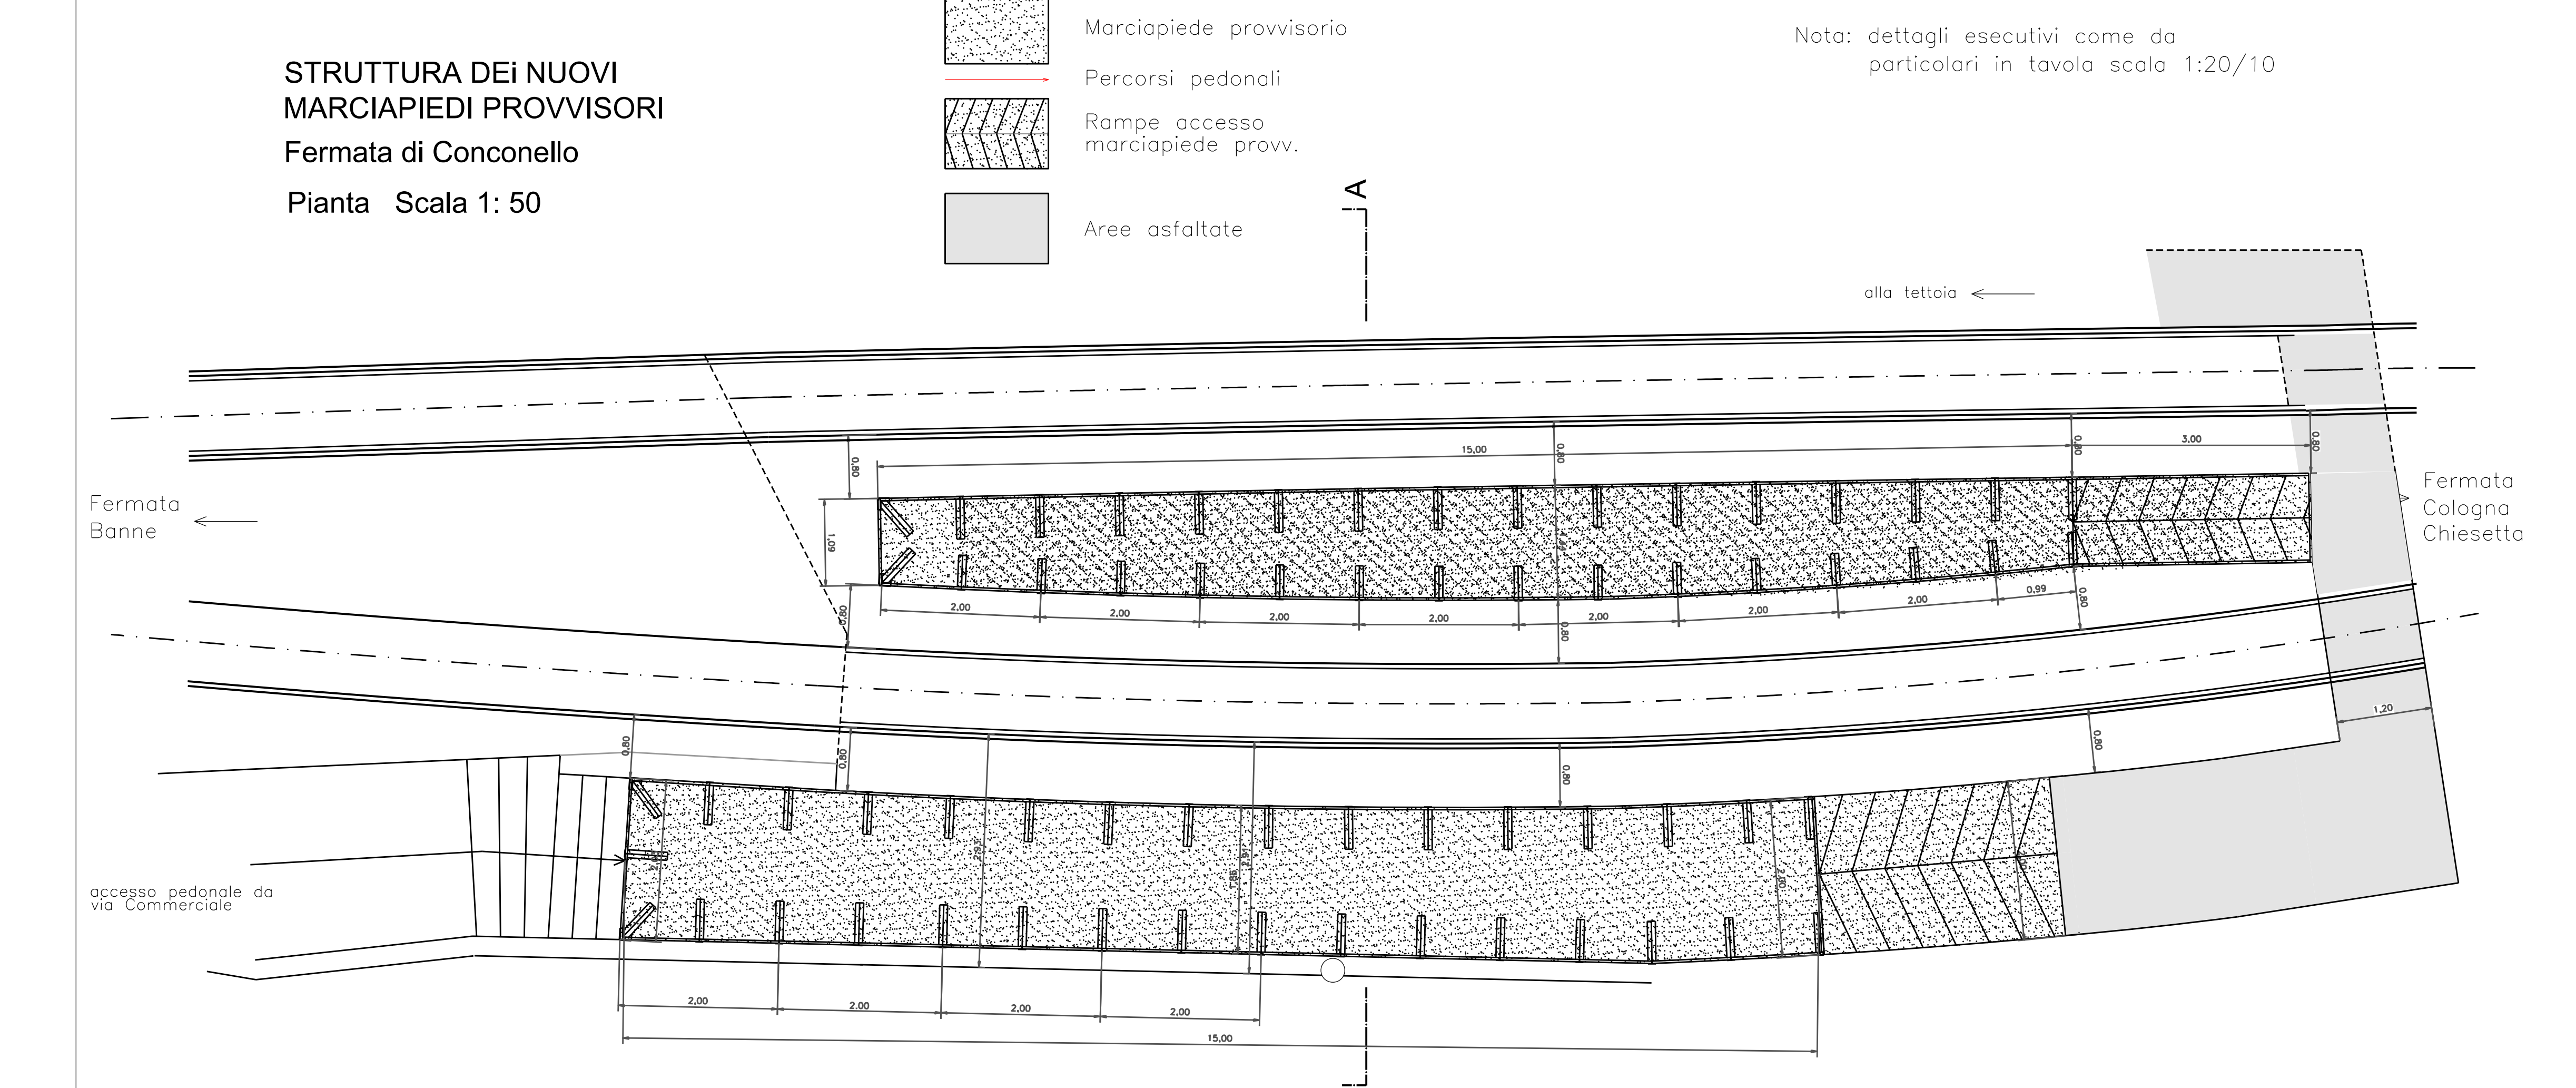 STRUTTURA DEi NUOVI
MARCIAPIEDI PROVVISORI
Fermata di Conconello
Pianta Scala 1: 50
Marciapiede provvisorio
Percorsi pedonali
Rampe accesso
marciapiede provv.
Aree asfaltate
Nota: dettagli esecutivi come da
particolari in tavola scala 1:20/10
A
alla tettoia
Fermata
Banne
Fermata
Cologna
Chiesetta
0,80
15,00
0,80
0,80
3,00
0,80
1,09
2,00
2,00
2,00
2,00
2,00
2,00
2,00
0,99
0,80
0,80
0,80
1,20
0,80
0,80
0,80
0,80
2,00
accesso pedonale da
via Commerciale
2,00
2.00
2,00
2,00
15,00